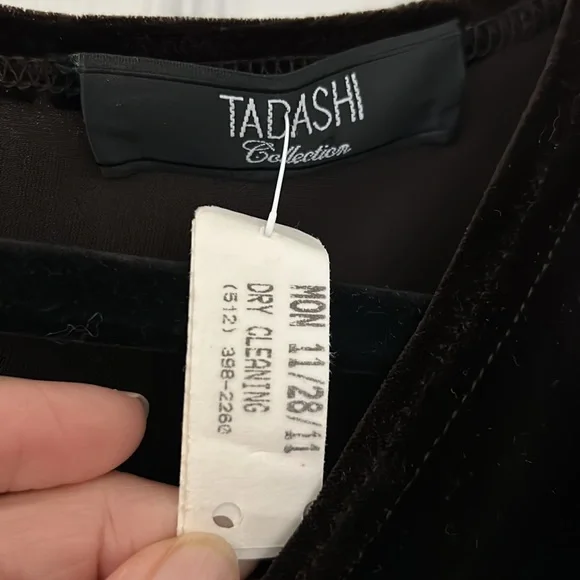 TADASHI
Collection
MON 11/28/11
DRY CLEANING
(512) 398-2260